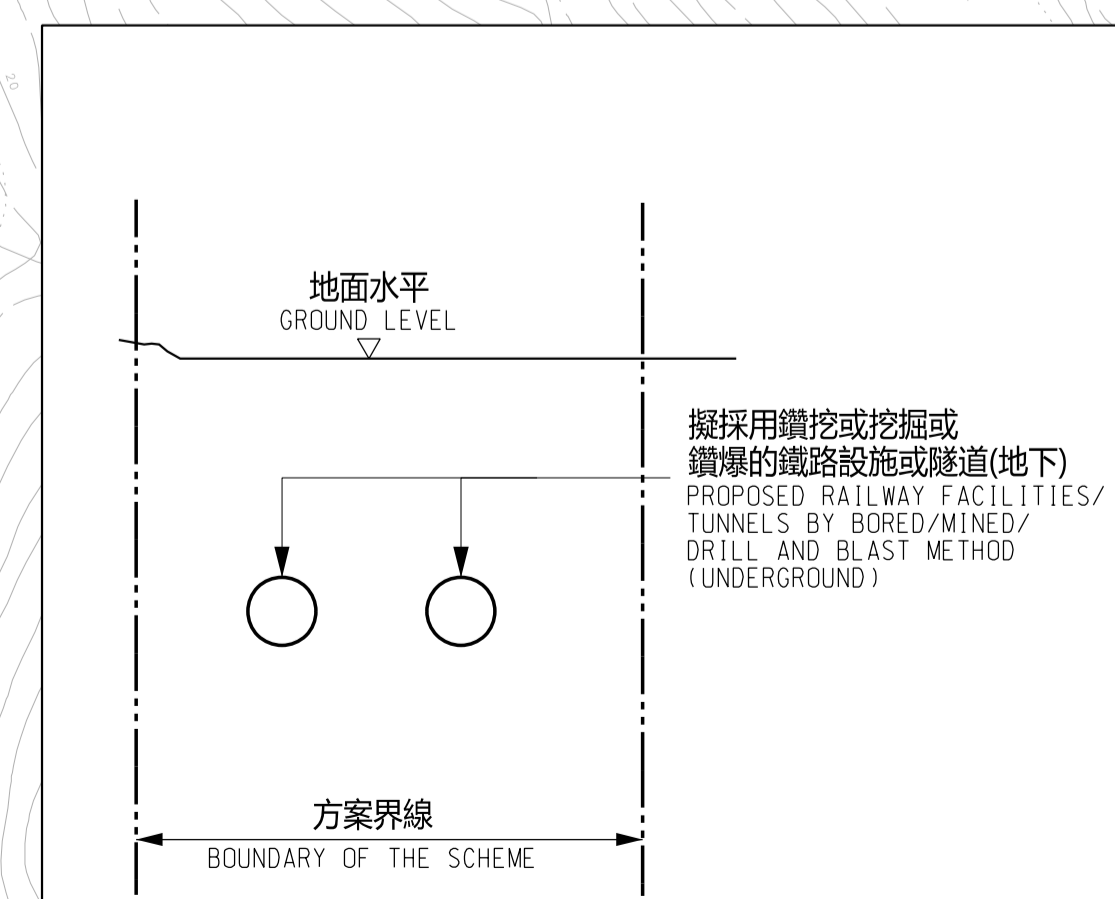 20
地面水平
GROUND LEVEL
擬採用鑽挖或挖掘或
鑽爆的鐵路設施或隧道(地下)
PROPOSED RAILWAY FACILITIES/
TUNNELS BY BORED/MINED/
DRILL AND BLAST METHOD
(UNDERGROUND)
方案界線
BOUNDARY OF THE SCHEME